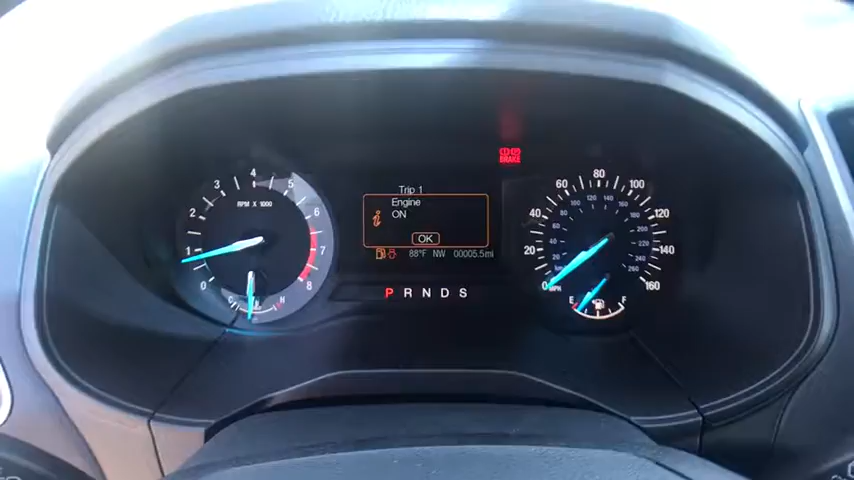 BRAKE
0 1 2 3 4 5 6 7 8
RPM X 1000
C H
Trip 1
Engine
ON
OK
88°F NW 00005.5mi
P R N D S
0 20 40 60 80 100 120 140 160
MPH
E F